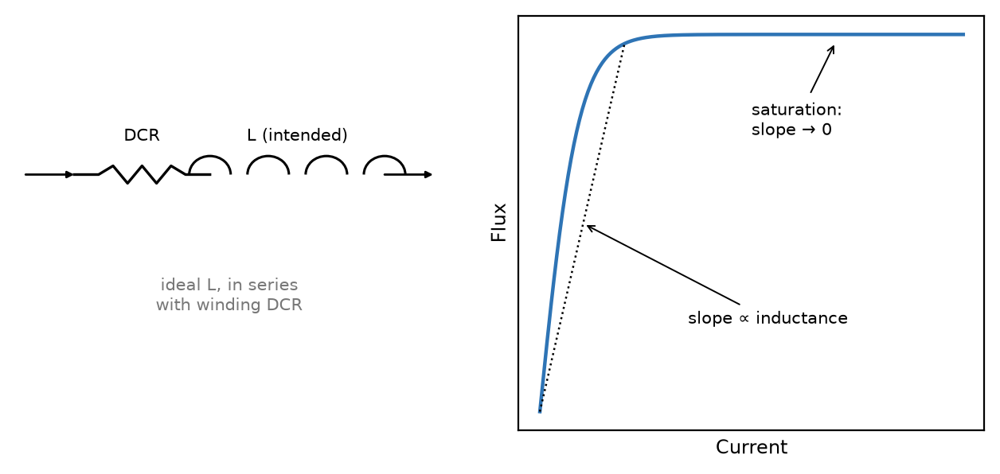 DCR
L (intended)
ideal L, in series
with winding DCR
Flux
saturation:
slope → 0
slope ∝ inductance
Current